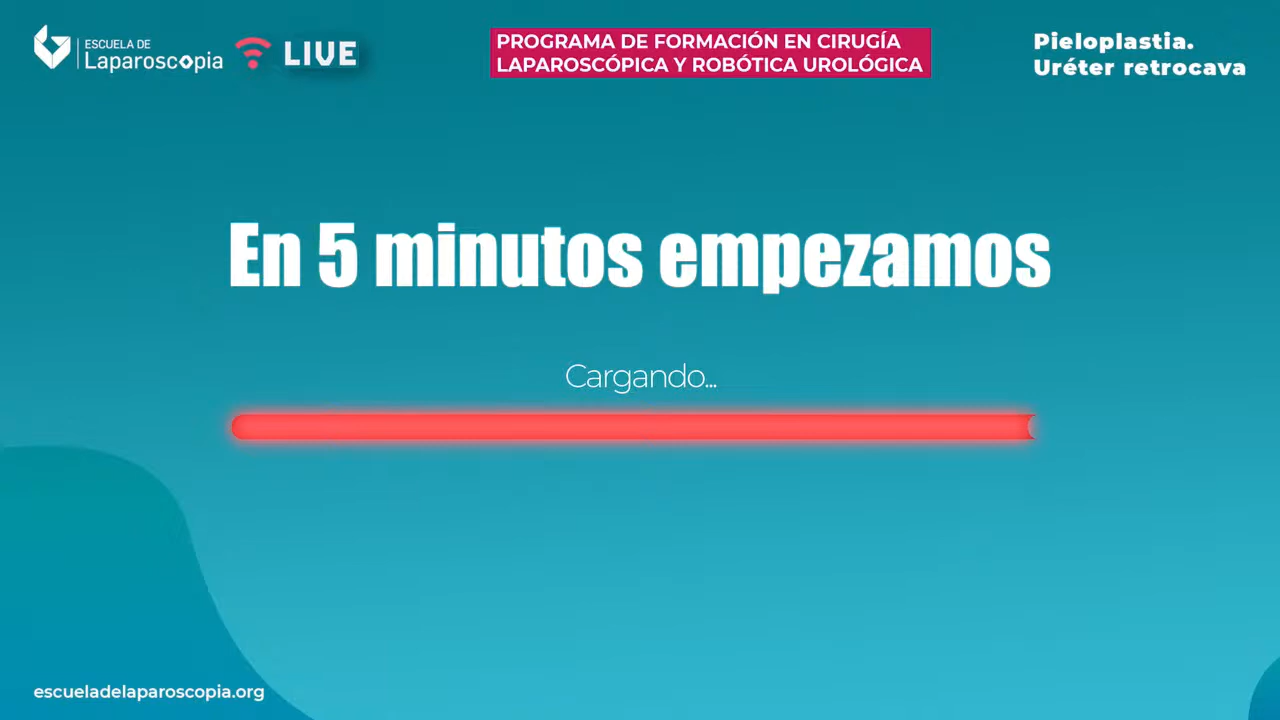 ESCUELA DE
Laparoscopia
LIVE
PROGRAMA DE FORMACIÓN EN CIRUGÍA
LAPAROSCÓPICA Y ROBÓTICA UROLÓGICA
Pieloplastia.
Uréter retrocava
En 5 minutos empezamos
Cargando...
escueladelaparoscopia.org